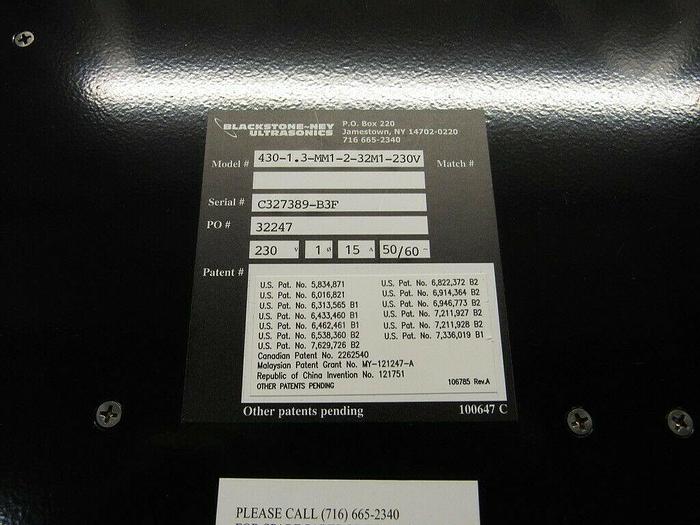 BLACKSTONE~NEY
ULTRASONICS
P.O. Box 220
Jamestown, NY 14702-0220
716 665-2340
Model # 430-1.3-MM1-2-32M1-230V Match #
Serial # C327389-B3F
PO # 32247
230 V 1 ø 15 A 50/60 ~
Patent #
U.S. Pat. No. 5,834,871
U.S. Pat. No. 6,016,821
U.S. Pat. No. 6,313,565 B1
U.S. Pat. No. 6,433,460 B1
U.S. Pat. No. 6,462,461 B1
U.S. Pat. No. 6,538,360 B2
U.S. Pat. No. 7,629,726 B2
U.S. Pat. No. 6,822,372 B2
U.S. Pat. No. 6,914,364 B2
U.S. Pat. No. 6,946,773 B2
U.S. Pat. No. 7,211,927 B2
U.S. Pat. No. 7,211,928 B2
U.S. Pat. No. 7,336,019 B1
Canadian Patent No. 2262540
Malaysian Patent Grant No. MY-121247-A
Republic of China Invention No. 121751
OTHER PATENTS PENDING
106785 Rev.A
Other patents pending 100647 C
PLEASE CALL (716) 665-2340